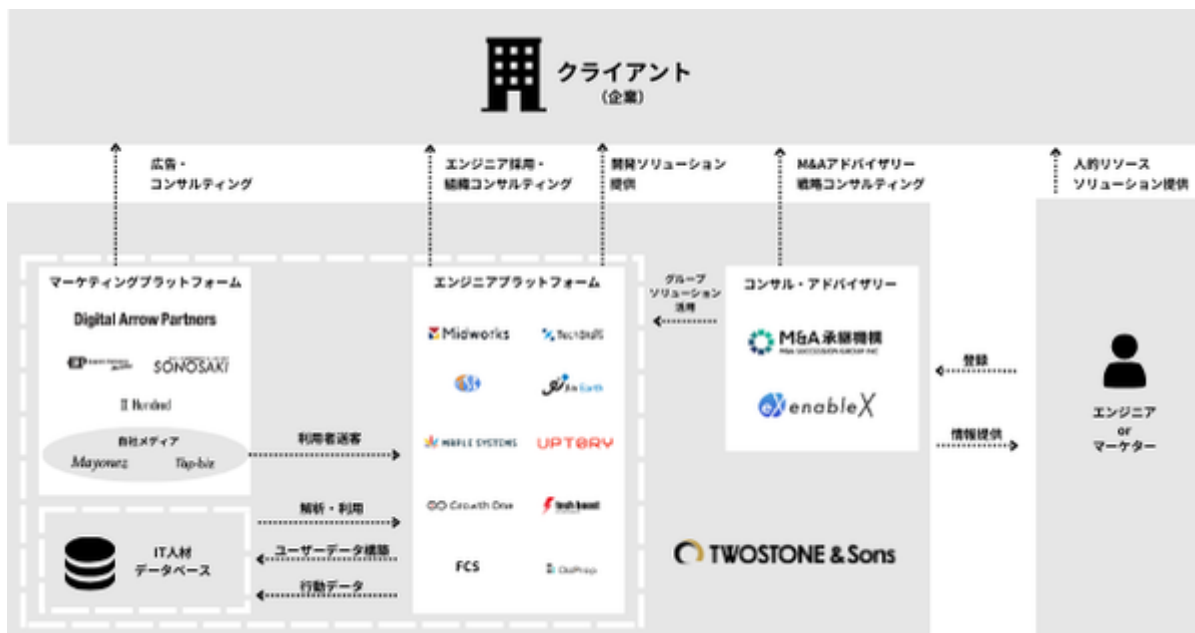 クライアント
(企業)
広告・
コンサルティング
エンジニア採用・
組織コンサルティング
開発ソリューション
提供
M&Aアドバイザリー
戦略コンサルティング
人的リソース
ソリューション提供
マーケティングプラットフォーム
Digital Arrow Partners
SONOSAKI
II Hundred
自社メディア
Mayonez
Tap-biz
利用者送客
IT人材
データベース
解析・利用
ユーザーデータ構築
行動データ
エンジニアプラットフォーム
Midworks
MAPLE SYSTEMS
UPTORY
Growth One
tech boost
FCS
グループ
ソリューション
活用
コンサル・アドバイザリー
M&A承継機構
M&A SUCCESSION GROUP INC
eX enableX
TWOSTONE & Sons
登録
情報提供
エンジニア
or
マーケター